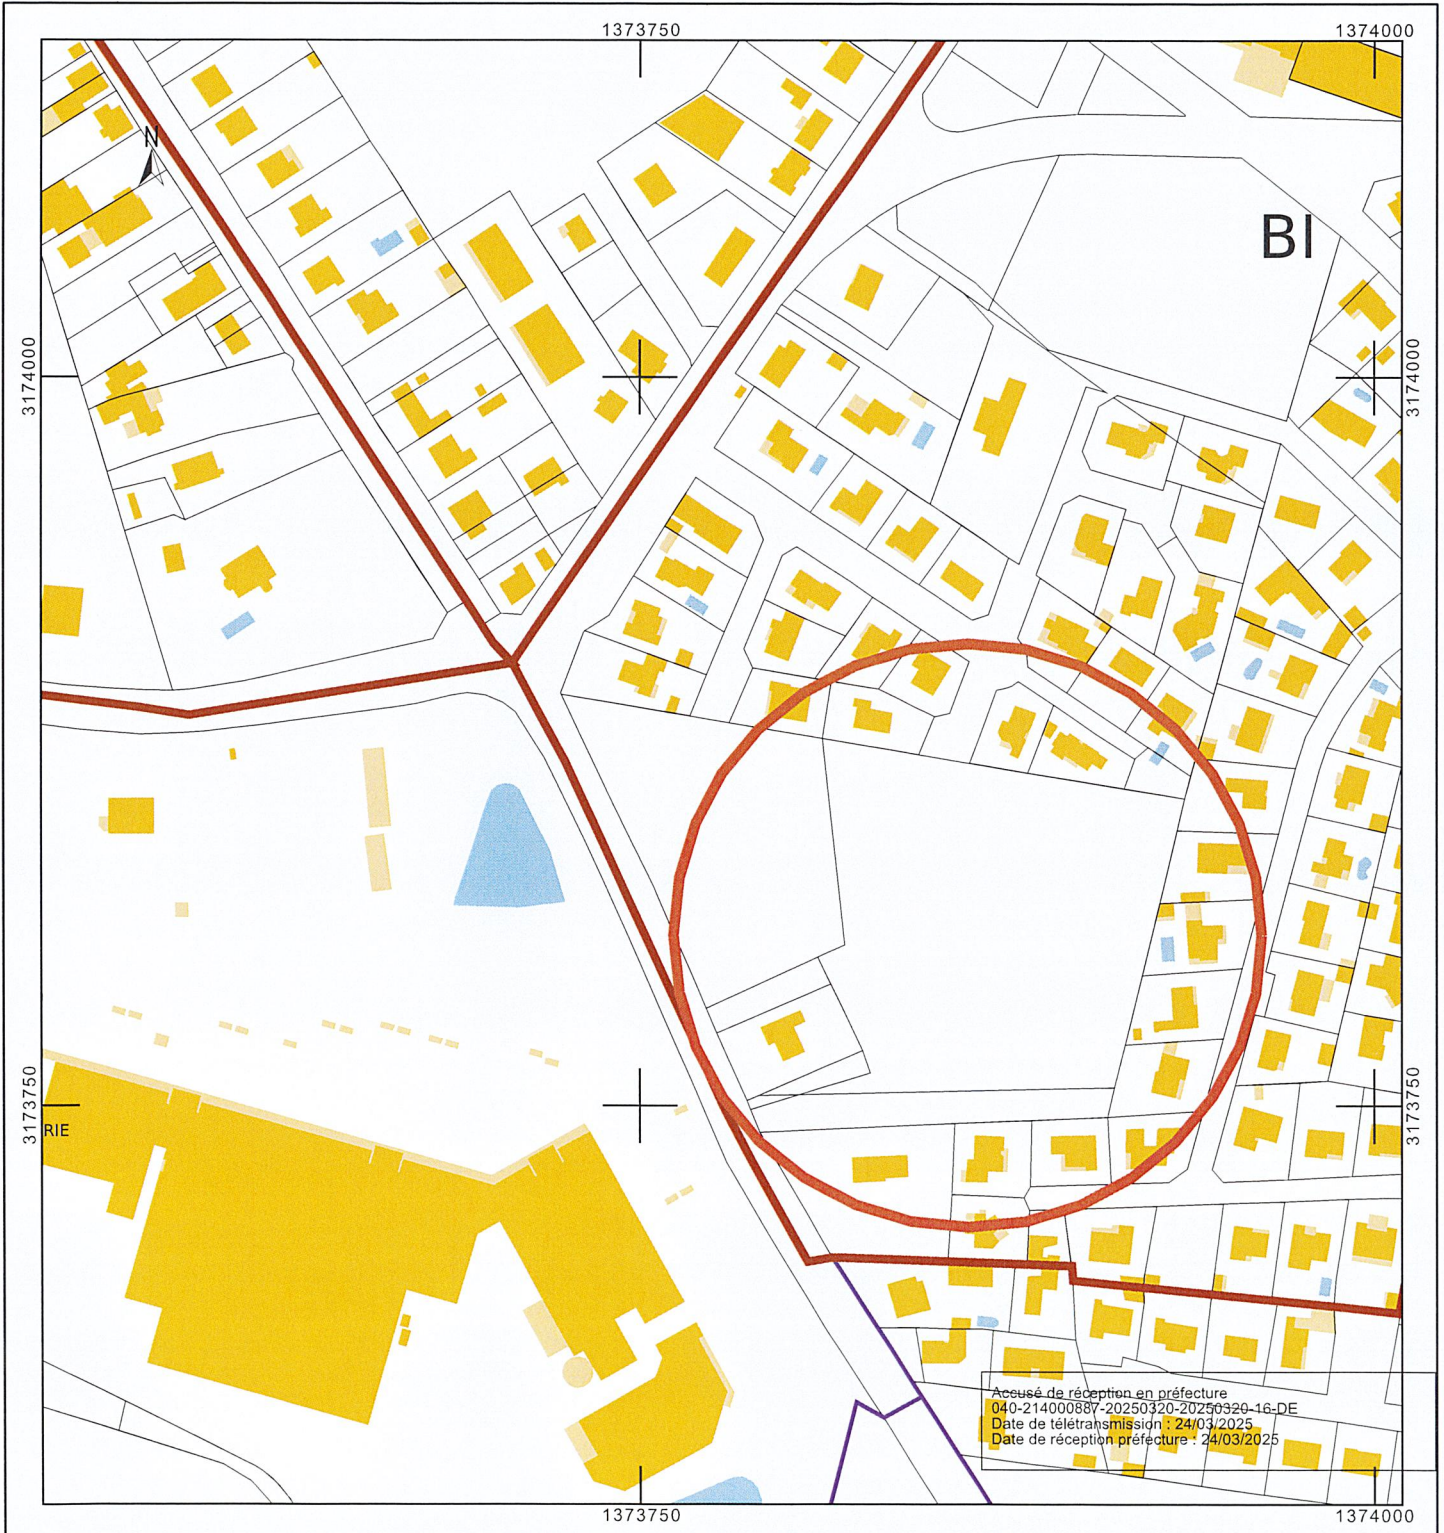 1373750
1374000
N
BI
3174000
3174000
3173750
3173750
RIE
Accusé de réception en préfecture
040-214000887-20250320-20250320-16-DE
Date de télétransmission : 24/03/2025
Date de réception préfecture : 24/03/2025
1373750
1374000